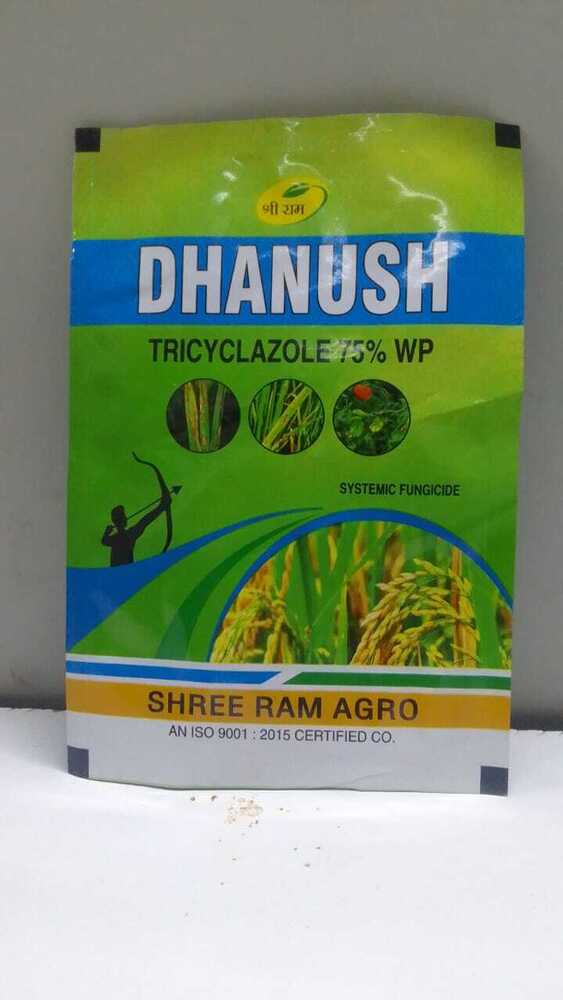 श्री राम
DHANUSH
TRICYCLAZOLE 75% WP
SYSTEMIC FUNGICIDE
SHREE RAM AGRO
AN ISO 9001 : 2015 CERTIFIED CO.